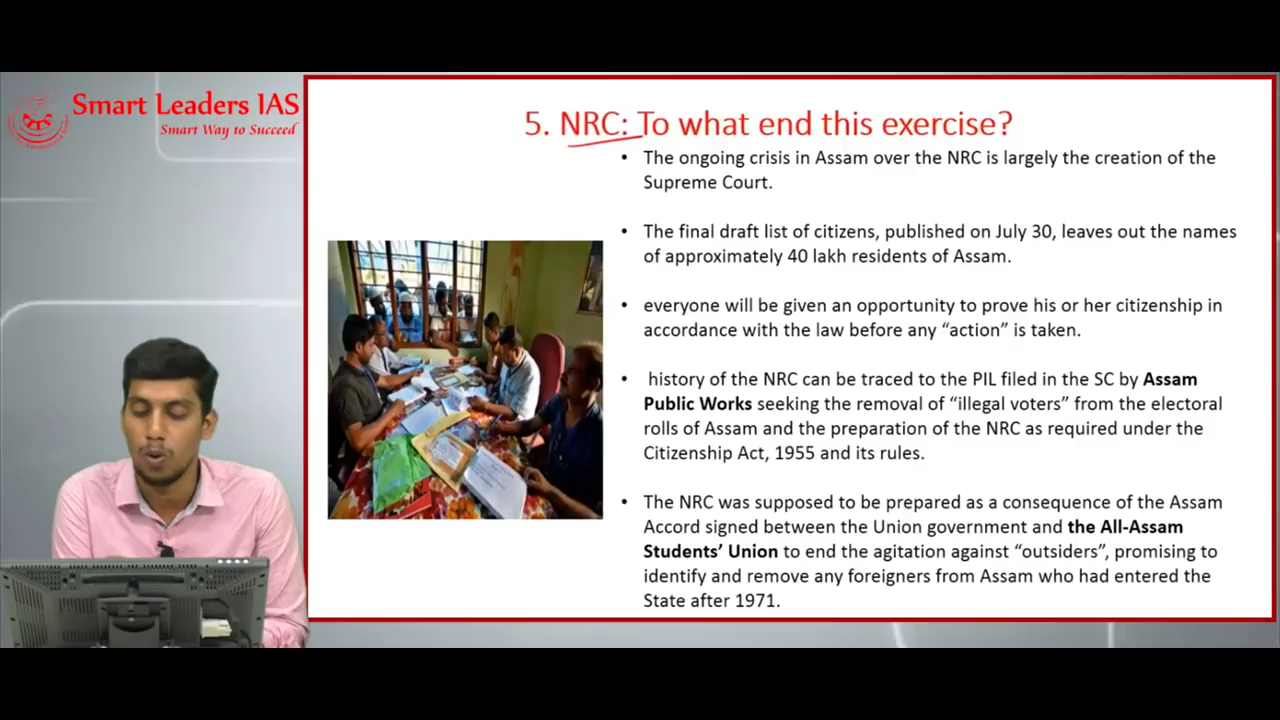 Smart Leaders IAS
Smart Way to Succeed
5. NRC: To what end this exercise?
• The ongoing crisis in Assam over the NRC is largely the creation of the
Supreme Court.
• The final draft list of citizens, published on July 30, leaves out the names
of approximately 40 lakh residents of Assam.
• everyone will be given an opportunity to prove his or her citizenship in
accordance with the law before any “action” is taken.
• history of the NRC can be traced to the PIL filed in the SC by Assam
Public Works seeking the removal of “illegal voters” from the electoral
rolls of Assam and the preparation of the NRC as required under the
Citizenship Act, 1955 and its rules.
• The NRC was supposed to be prepared as a consequence of the Assam
Accord signed between the Union government and the All-Assam
Students’ Union to end the agitation against “outsiders”, promising to
identify and remove any foreigners from Assam who had entered the
State after 1971.